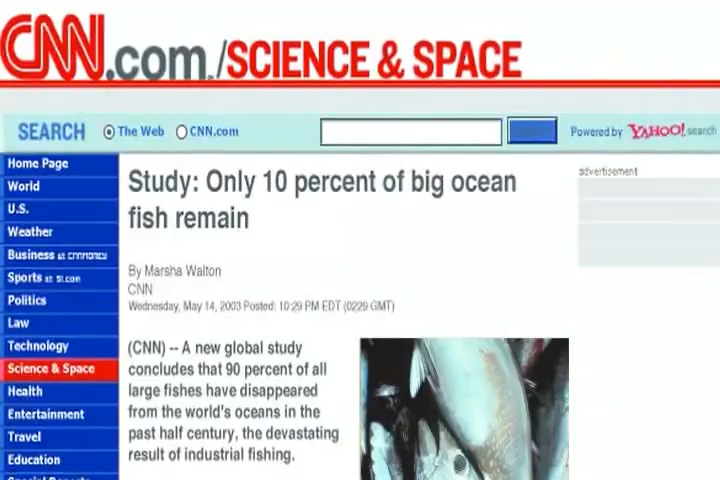 CNN.com./SCIENCE & SPACE
SEARCH The Web CNN.com Powered by YAHOO! search
Home Page
World
U.S.
Weather
Business at CNNMoney
Sports at SI.com
Politics
Law
Technology
Science & Space
Health
Entertainment
Travel
Education
Study: Only 10 percent of big ocean
fish remain
By Marsha Walton
CNN
Wednesday, May 14, 2003 Posted: 10:29 PM EDT (0229 GMT)
(CNN) -- A new global study
concludes that 90 percent of all
large fishes have disappeared
from the world's oceans in the
past half century, the devastating
result of industrial fishing.
advertisement